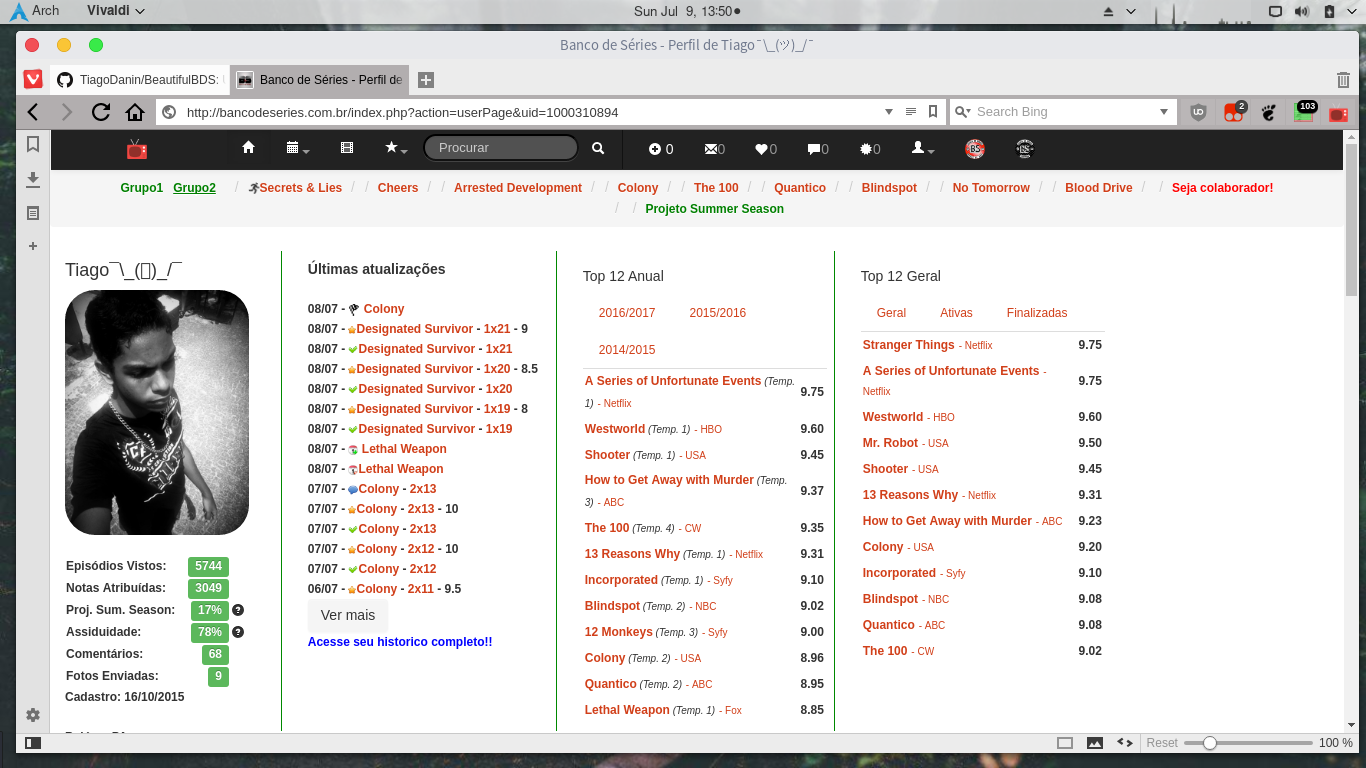 Arch Vivaldi Sun Jul 9, 13:50
Banco de Séries - Perfil de Tiago¯\_(ツ)_/¯
TiagoDanin/BeautifulBDS: Banco de Séries - Perfil de
http://bancodeseries.com.br/index.php?action=userPage&uid=1000310894 Search Bing 2 103
Procurar 0 0 0 0 0
Grupo1 Grupo2 / Secrets & Lies / / Cheers / / Arrested Development / / Colony / / The 100 / / Quantico / / Blindspot / / No Tomorrow / / Blood Drive / / Seja colaborador!
/ / Projeto Summer Season
Tiago¯\_(▯)_/¯
Episódios Vistos: 5744
Notas Atribuídas: 3049
Proj. Sum. Season: 17% ?
Assiduidade: 78% ?
Comentários: 68
Fotos Enviadas: 9
Cadastro: 16/10/2015
Últimas atualizações
08/07 - Colony
08/07 - Designated Survivor - 1x21 - 9
08/07 - Designated Survivor - 1x21
08/07 - Designated Survivor - 1x20 - 8.5
08/07 - Designated Survivor - 1x20
08/07 - Designated Survivor - 1x19 - 8
08/07 - Designated Survivor - 1x19
08/07 - Lethal Weapon
08/07 - Lethal Weapon
07/07 - Colony - 2x13
07/07 - Colony - 2x13 - 10
07/07 - Colony - 2x13
07/07 - Colony - 2x12 - 10
07/07 - Colony - 2x12
06/07 - Colony - 2x11 - 9.5
Ver mais
Acesse seu historico completo!!
Top 12 Anual
2016/2017 2015/2016
2014/2015
A Series of Unfortunate Events (Temp.
1) - Netflix 9.75
Westworld (Temp. 1) - HBO 9.60
Shooter (Temp. 1) - USA 9.45
How to Get Away with Murder (Temp.
3) - ABC 9.37
The 100 (Temp. 4) - CW 9.35
13 Reasons Why (Temp. 1) - Netflix 9.31
Incorporated (Temp. 1) - Syfy 9.10
Blindspot (Temp. 2) - NBC 9.02
12 Monkeys (Temp. 3) - Syfy 9.00
Colony (Temp. 2) - USA 8.96
Quantico (Temp. 2) - ABC 8.95
Lethal Weapon (Temp. 1) - Fox 8.85
Top 12 Geral
Geral Ativas Finalizadas
Stranger Things - Netflix 9.75
A Series of Unfortunate Events -
Netflix 9.75
Westworld - HBO 9.60
Mr. Robot - USA 9.50
Shooter - USA 9.45
13 Reasons Why - Netflix 9.31
How to Get Away with Murder - ABC 9.23
Colony - USA 9.20
Incorporated - Syfy 9.10
Blindspot - NBC 9.08
Quantico - ABC 9.08
The 100 - CW 9.02
Reset 100 %